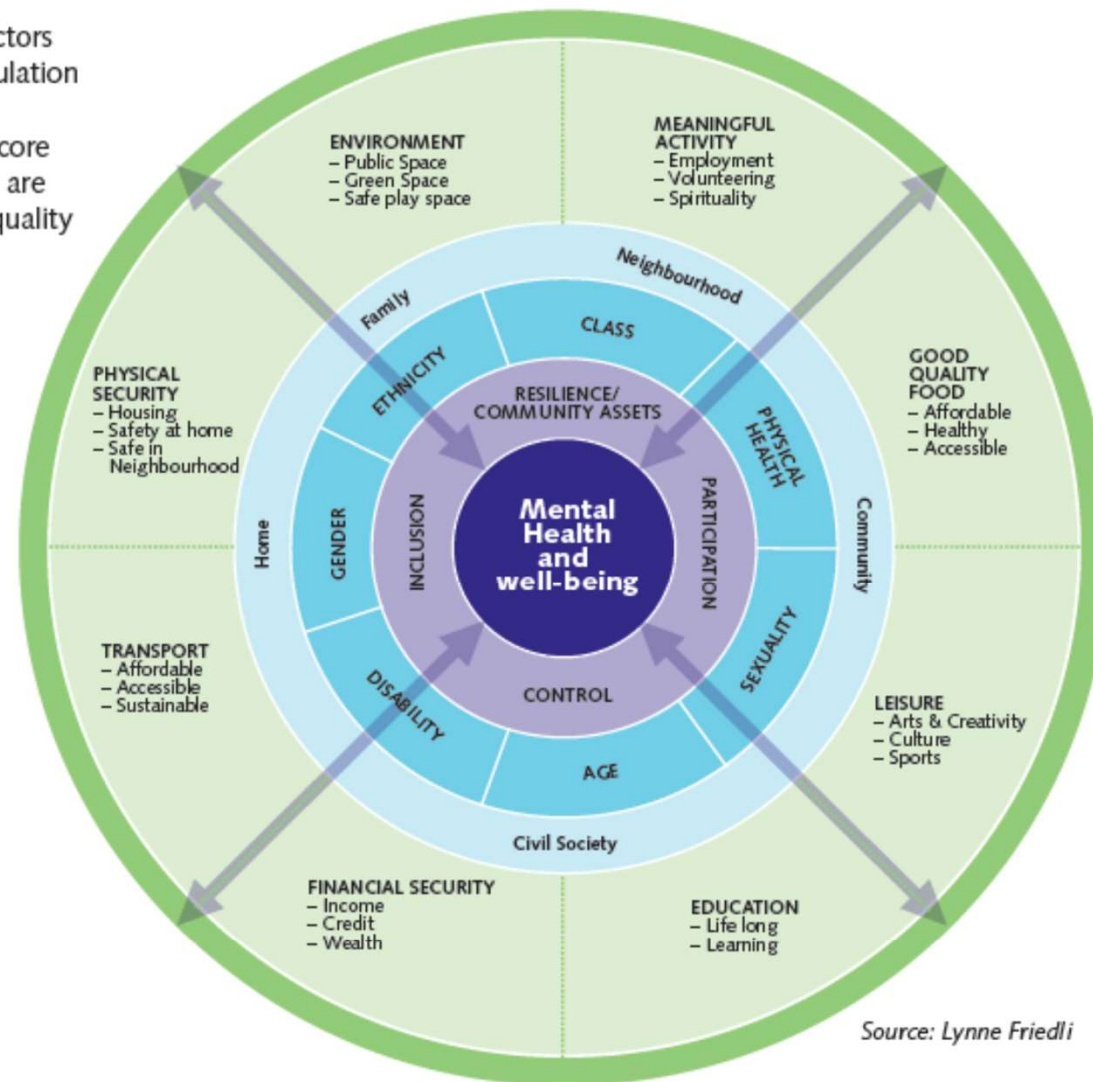 ctors
ulation
core
are
quality
ENVIRONMENT
– Public Space
– Green Space
– Safe play space
MEANINGFUL
ACTIVITY
– Employment
– Volunteering
– Spirituality
PHYSICAL
SECURITY
– Housing
– Safety at home
– Safe in
Neighbourhood
GOOD
QUALITY
FOOD
– Affordable
– Healthy
– Accessible
TRANSPORT
– Affordable
– Accessible
– Sustainable
LEISURE
– Arts & Creativity
– Culture
– Sports
FINANCIAL SECURITY
– Income
– Credit
– Wealth
EDUCATION
– Life long
– Learning
Family
Neighbourhood
Home
Community
Civil Society
ETHNICITY
CLASS
PHYSICAL
HEALTH
GENDER
SEXUALITY
DISABILITY
AGE
RESILIENCE/
COMMUNITY ASSETS
INCLUSION
PARTICIPATION
CONTROL
Mental
Health
and
well-being
Source: Lynne Friedli